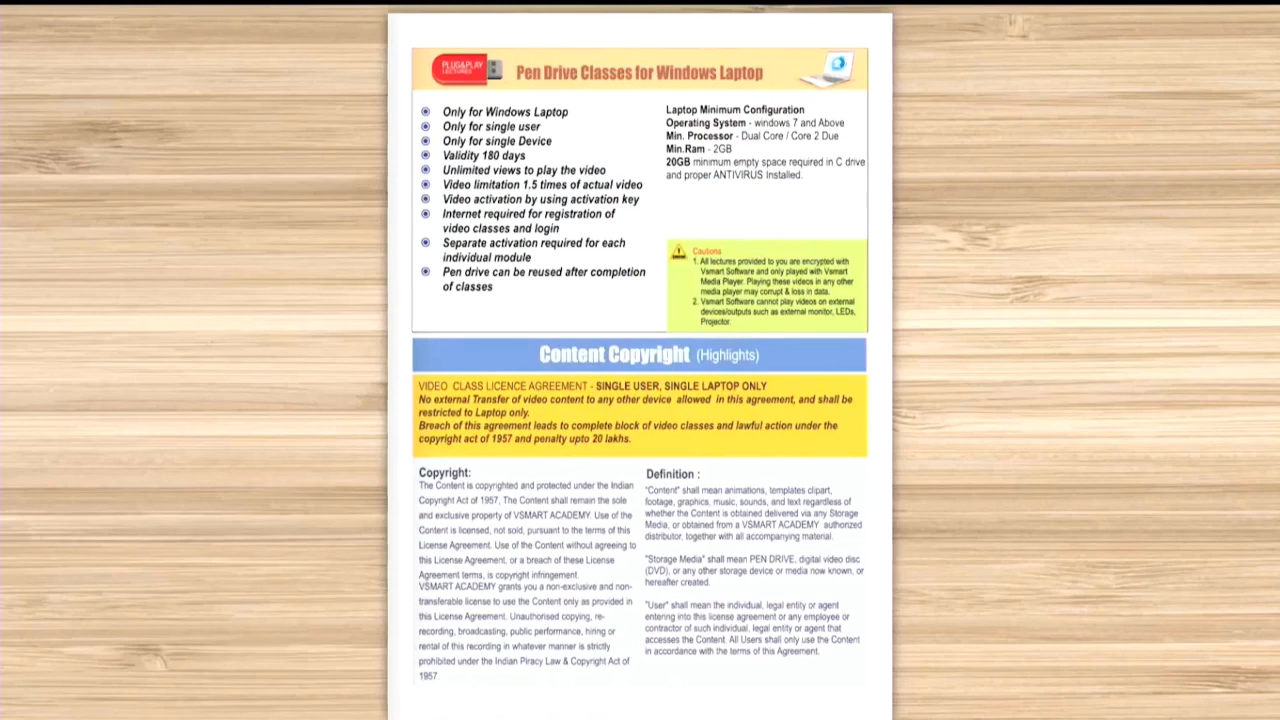 PLUG&PLAY
LECTURES
Pen Drive Classes for Windows Laptop
Only for Windows Laptop
Only for single user
Only for single Device
Validity 180 days
Unlimited views to play the video
Video limitation 1.5 times of actual video
Video activation by using activation key
Internet required for registration of
video classes and login
Separate activation required for each
individual module
Pen drive can be reused after completion
of classes
Laptop Minimum Configuration
Operating System - windows 7 and Above
Min. Processor - Dual Core / Core 2 Due
Min.Ram - 2GB
20GB minimum empty space required in C drive
and proper ANTIVIRUS Installed.
Cautions
1. All lectures provided to you are encrypted with
Vsmart Software and only played with Vsmart
Media Player. Playing these videos in any other
media player may corrupt & loss in data.
2. Vsmart Software cannot play videos on external
devices/outputs such as external monitor, LEDs,
Projector.
Content Copyright (Highlights)
VIDEO CLASS LICENCE AGREEMENT - SINGLE USER, SINGLE LAPTOP ONLY
No external Transfer of video content to any other device allowed in this agreement, and shall be
restricted to Laptop only.
Breach of this agreement leads to complete block of video classes and lawful action under the
copyright act of 1957 and penalty upto 20 lakhs.
Copyright:
The Content is copyrighted and protected under the Indian
Copyright Act of 1957, The Content shall remain the sole
and exclusive property of VSMART ACADEMY. Use of the
Content is licensed, not sold, pursuant to the terms of this
License Agreement. Use of the Content without agreeing to
this License Agreement, or a breach of these License
Agreement terms, is copyright infringement.
VSMART ACADEMY grants you a non-exclusive and non-
transferable license to use the Content only as provided in
this License Agreement. Unauthorised copying, re-
recording, broadcasting, public performance, hiring or
rental of this recording in whatever manner is strictly
prohibited under the Indian Piracy Law & Copyright Act of
1957
Definition :
"Content" shall mean animations, templates clipart,
footage, graphics, music, sounds, and text regardless of
whether the Content is obtained delivered via any Storage
Media, or obtained from a VSMART ACADEMY authorized
distributor, together with all accompanying material.
"Storage Media" shall mean PEN DRIVE, digital video disc
(DVD), or any other storage device or media now known, or
hereafter created.
"User" shall mean the individual, legal entity or agent
entering into this license agreement or any employee or
contractor of such individual, legal entity or agent that
accesses the Content. All Users shall only use the Content
in accordance with the terms of this Agreement.